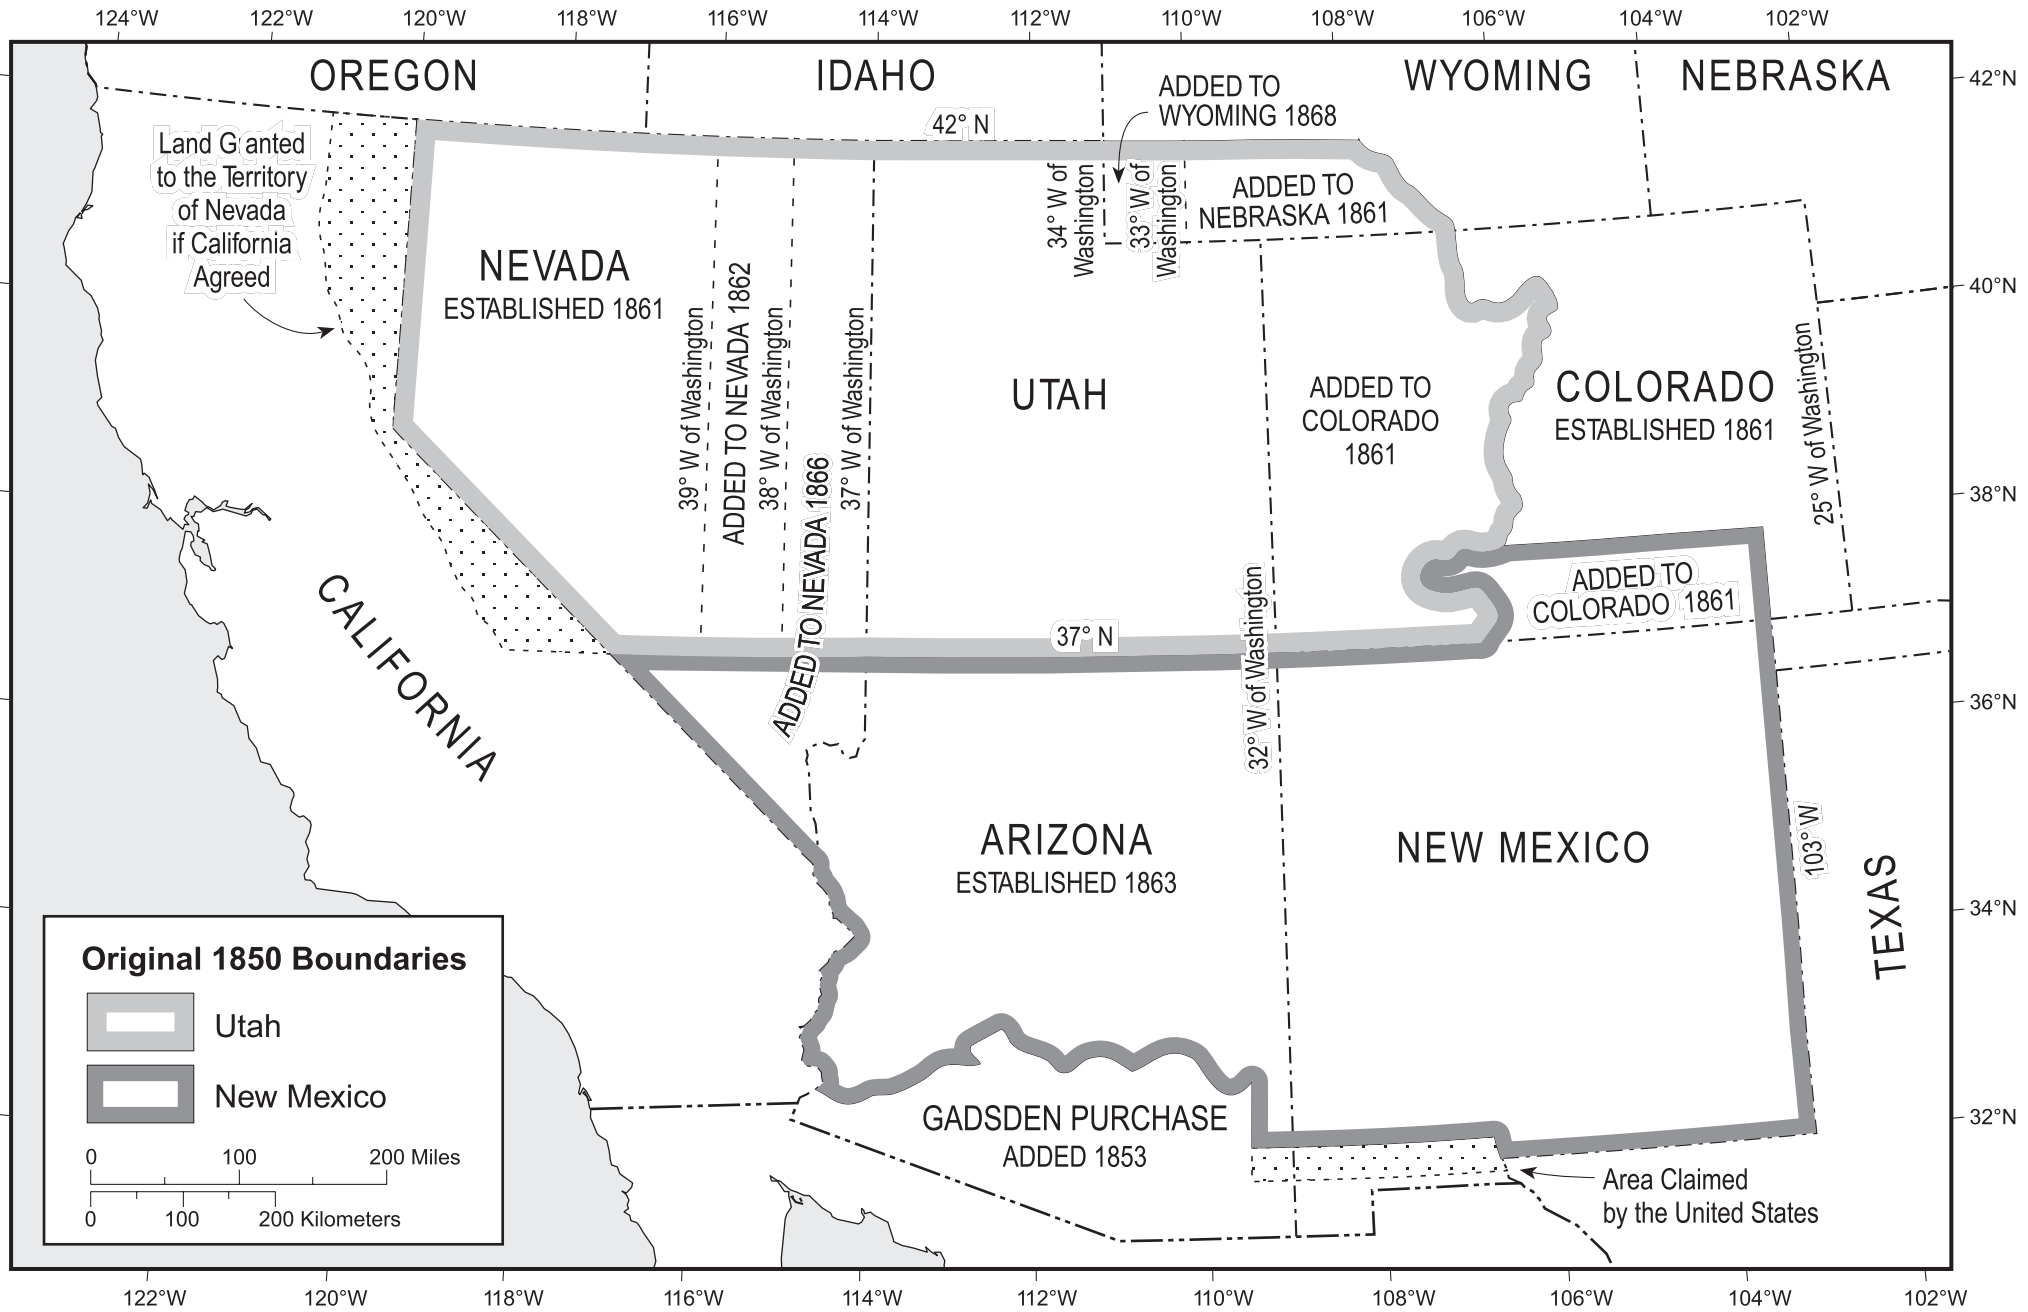 124°W 122°W 120°W 118°W 116°W 114°W 112°W 110°W 108°W 106°W 104°W 102°W
OREGON
IDAHO
WYOMING
NEBRASKA
42°N
ADDED TO
WYOMING 1868
42° N
Land G anted
to the Territory
of Nevada
if California
Agreed
34° W of
Washington
33° W of
Washington
ADDED TO
NEBRASKA 1861
NEVADA
ESTABLISHED 1861
40°N
39° W of Washington
ADDED TO NEVADA 1862
38° W of Washington
37° W of Washington
ADDED TO NEVADA 1866
UTAH
ADDED TO
COLORADO
1861
COLORADO
ESTABLISHED 1861
25° W of Washington
38°N
CALIFORNIA
37° N
32° W of Washington
ADDED TO
COLORADO 1861
36°N
ARIZONA
ESTABLISHED 1863
NEW MEXICO
103° W
TEXAS
34°N
GADSDEN PURCHASE
ADDED 1853
32°N
Area Claimed
by the United States
Original 1850 Boundaries
Utah
New Mexico
0 100 200 Miles
0 100 200 Kilometers
122°W 120°W 118°W 116°W 114°W 112°W 110°W 108°W 106°W 104°W 102°W